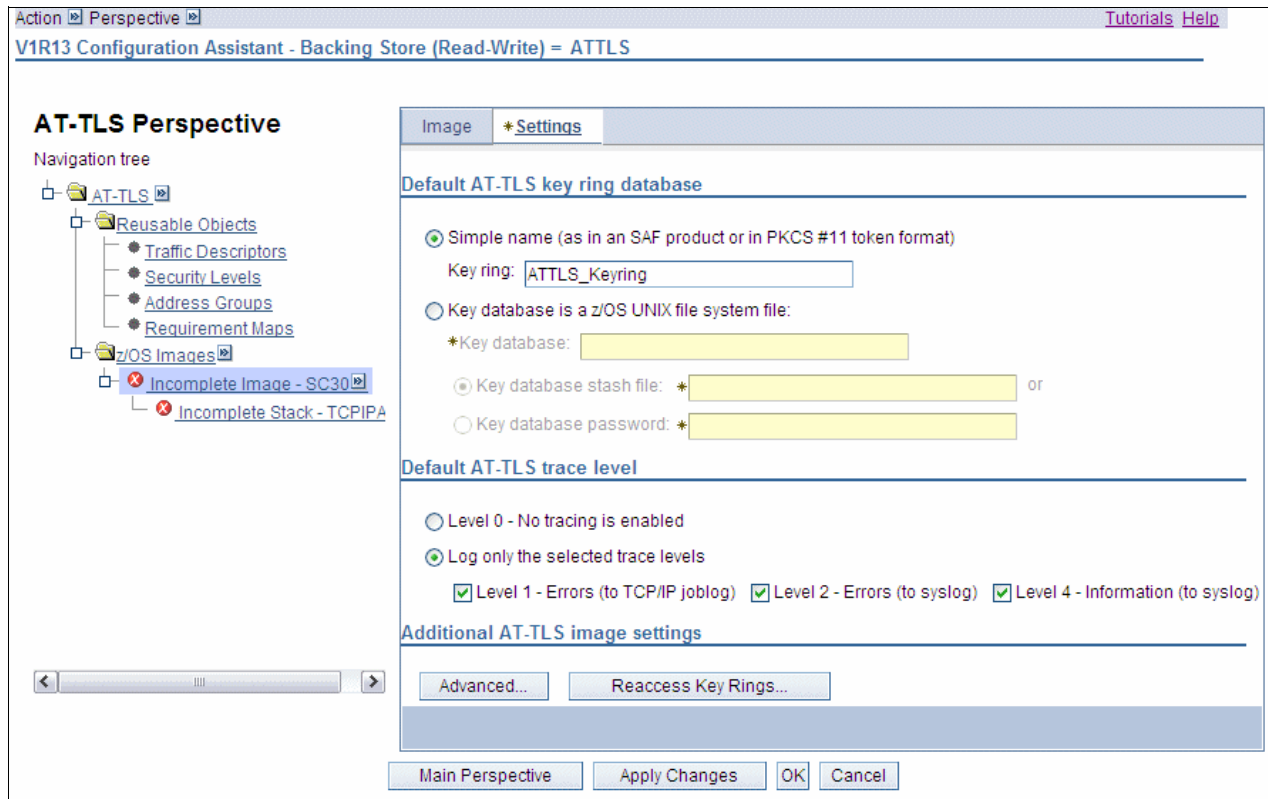 Action Perspective Tutorials Help
V1R13 Configuration Assistant - Backing Store (Read-Write) = ATTLS
AT-TLS Perspective
Navigation tree
AT-TLS
Reusable Objects
Traffic Descriptors
Security Levels
Address Groups
Requirement Maps
z/OS Images
Incomplete Image - SC30
Incomplete Stack - TCPIPA
Image *Settings
Default AT-TLS key ring database
Simple name (as in an SAF product or in PKCS #11 token format)
Key ring: ATTLS_Keyring
Key database is a z/OS UNIX file system file:
*Key database:
Key database stash file: * or
Key database password: *
Default AT-TLS trace level
Level 0 - No tracing is enabled
Log only the selected trace levels
Level 1 - Errors (to TCP/IP joblog) Level 2 - Errors (to syslog) Level 4 - Information (to syslog)
Additional AT-TLS image settings
Advanced... Reaccess Key Rings...
Main Perspective Apply Changes OK Cancel